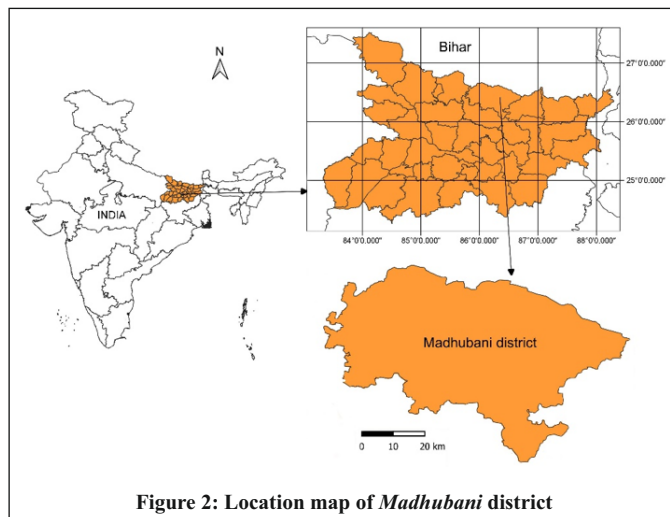 N
INDIA
Bihar
27°0'0.000"
26°0'0.000"
25°0'0.000"
84°0'0.000" 85°0'0.000" 86°0'0.000" 87°0'0.000" 88°0'0.000"
Madhubani district
0 10 20 km
Figure 2: Location map of Madhubani district